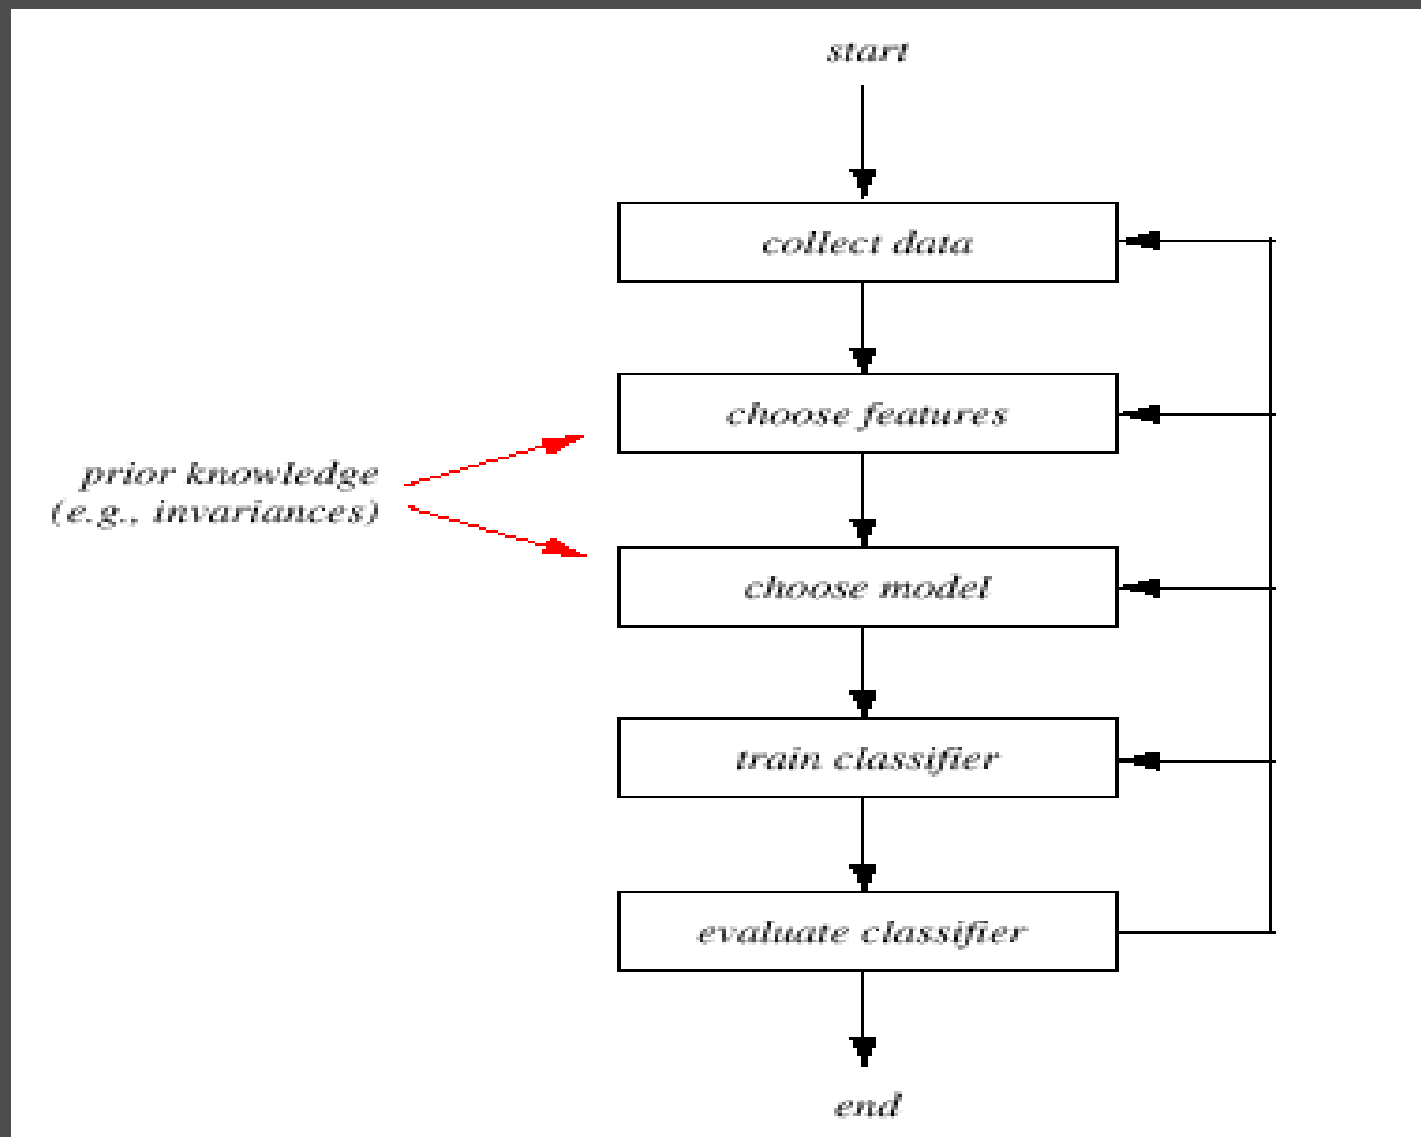 start
collect data
choose features
prior knowledge
(e.g., invariances)
choose model
train classifier
evaluate classifier
end